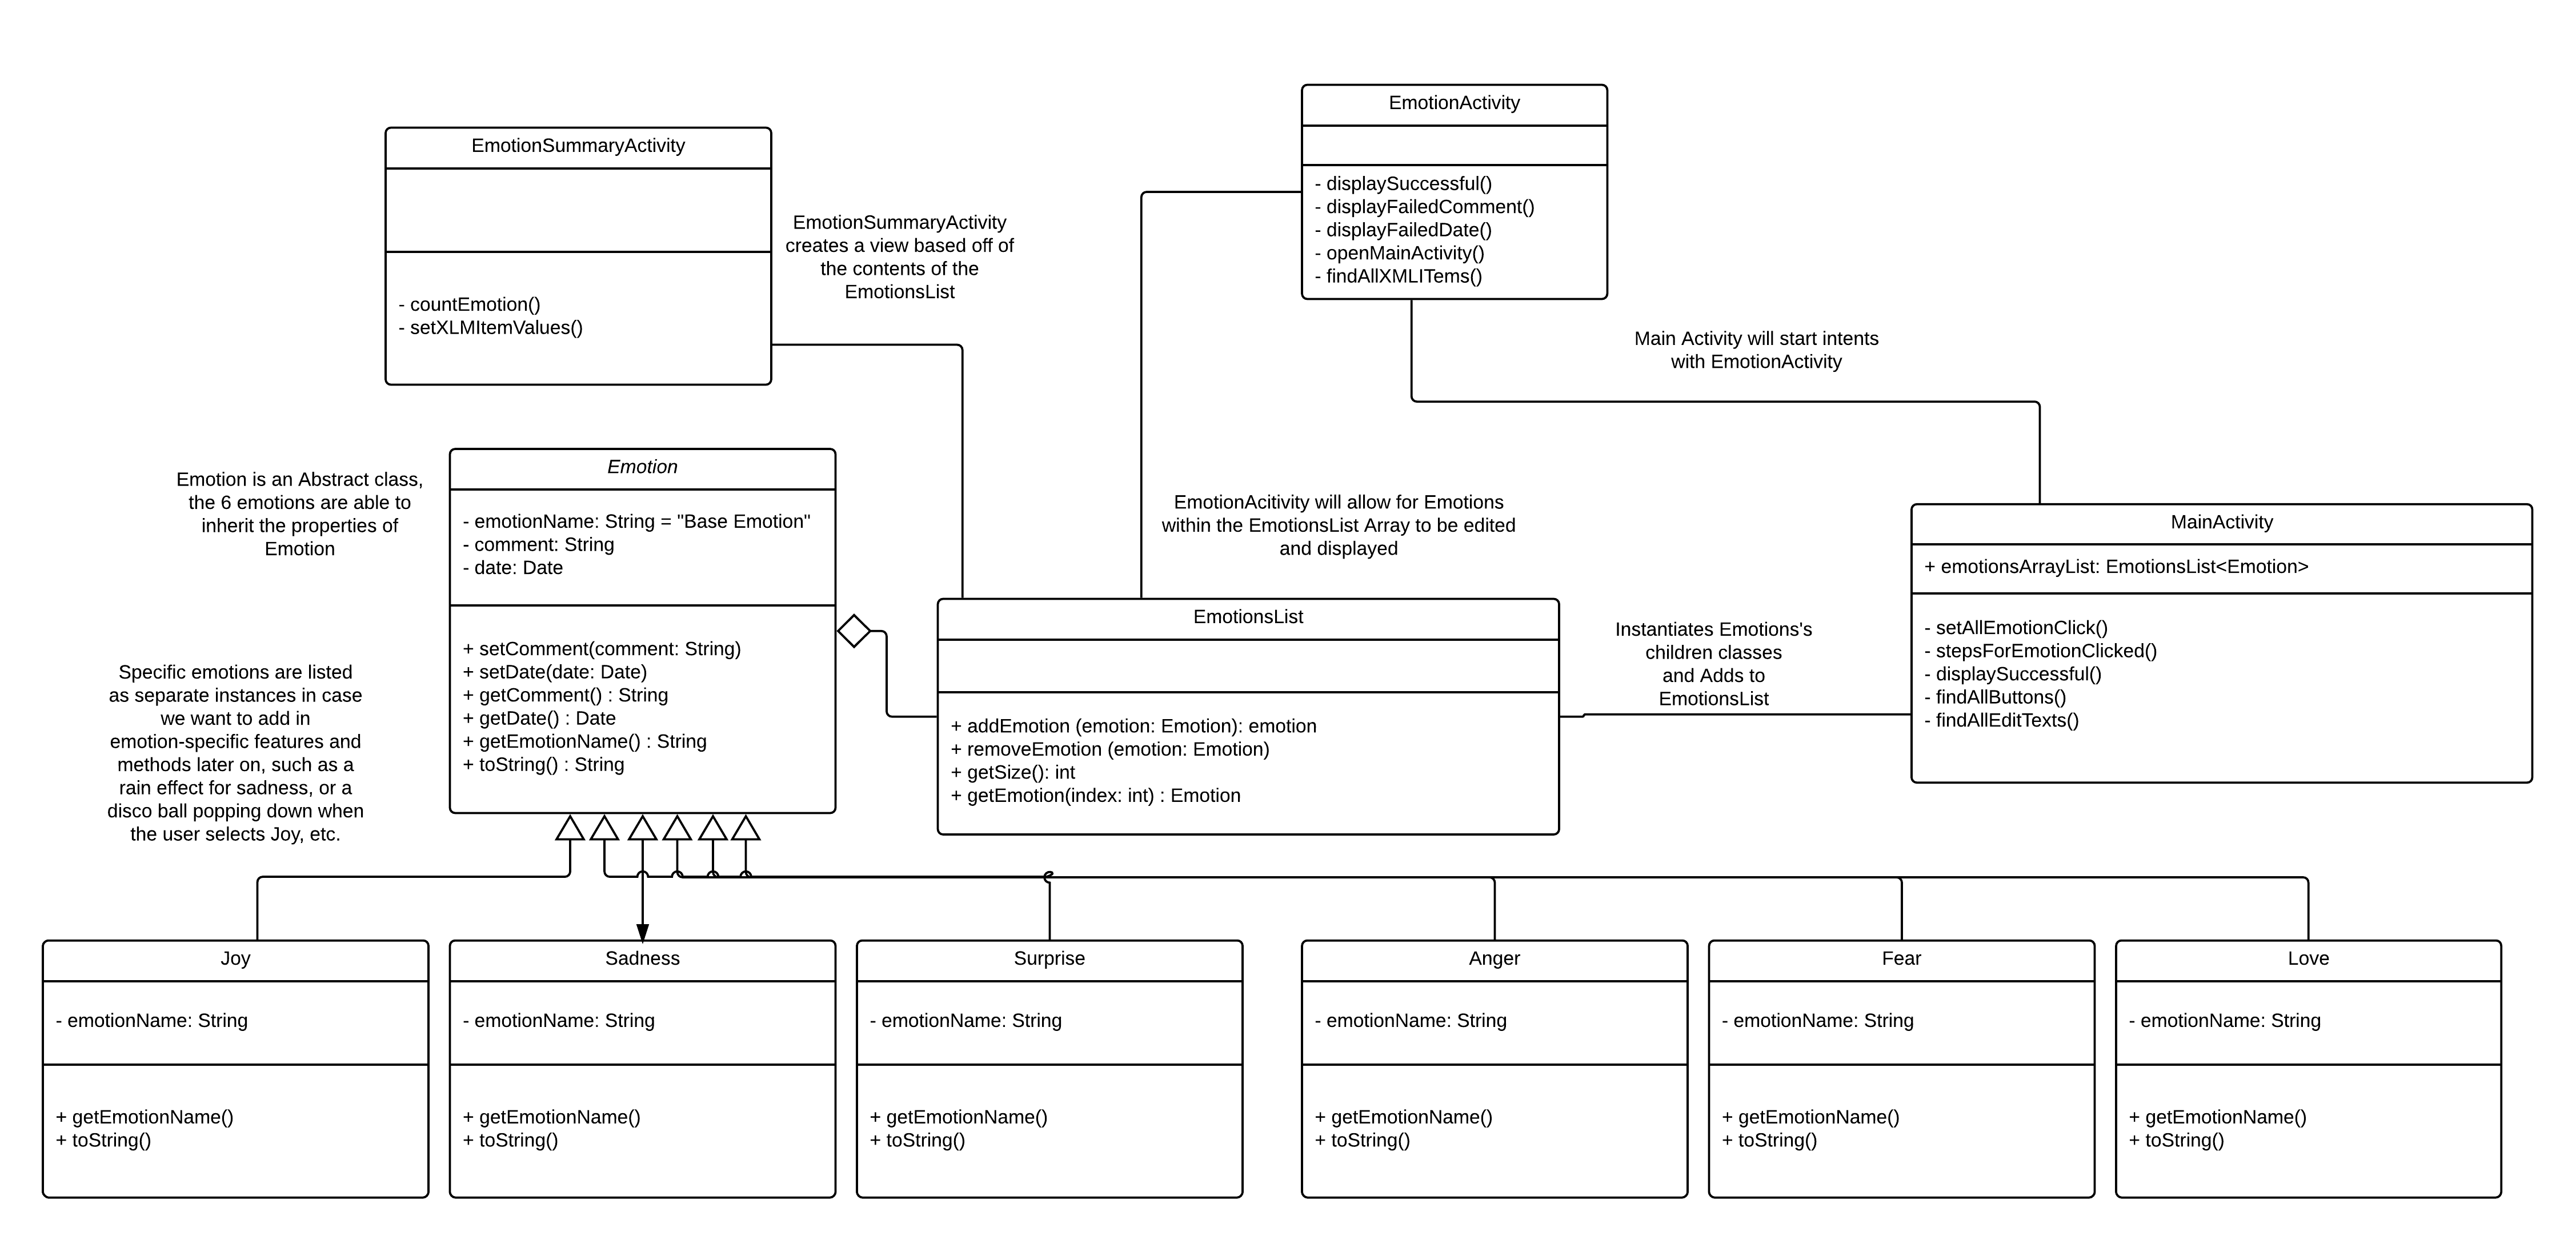 EmotionActivity
- displaySuccessful()
- displayFailedComment()
- displayFailedDate()
- openMainActivity()
- findAllXMLITems()
EmotionSummaryActivity
- countEmotion()
- setXLMItemValues()
EmotionSummaryActivity
creates a view based off of
the contents of the
EmotionsList
Main Activity will start intents
with EmotionActivity
Emotion is an Abstract class,
the 6 emotions are able to
inherit the properties of
Emotion
Specific emotions are listed
as separate instances in case
we want to add in
emotion-specific features and
methods later on, such as a
rain effect for sadness, or a
disco ball popping down when
the user selects Joy, etc.
Emotion
- emotionName: String = "Base Emotion"
- comment: String
- date: Date
+ setComment(comment: String)
+ setDate(date: Date)
+ getComment() : String
+ getDate() : Date
+ getEmotionName() : String
+ toString() : String
EmotionAcitivity will allow for Emotions
within the EmotionsList Array to be edited
and displayed
EmotionsList
+ addEmotion (emotion: Emotion): emotion
+ removeEmotion (emotion: Emotion)
+ getSize(): int
+ getEmotion(index: int) : Emotion
Instantiates Emotions's
children classes
and Adds to
EmotionsList
MainActivity
+ emotionsArrayList: EmotionsList<Emotion>
- setAllEmotionClick()
- stepsForEmotionClicked()
- displaySuccessful()
- findAllButtons()
- findAllEditTexts()
Joy
- emotionName: String
+ getEmotionName()
+ toString()
Sadness
- emotionName: String
+ getEmotionName()
+ toString()
Surprise
- emotionName: String
+ getEmotionName()
+ toString()
Anger
- emotionName: String
+ getEmotionName()
+ toString()
Fear
- emotionName: String
+ getEmotionName()
+ toString()
Love
- emotionName: String
+ getEmotionName()
+ toString()